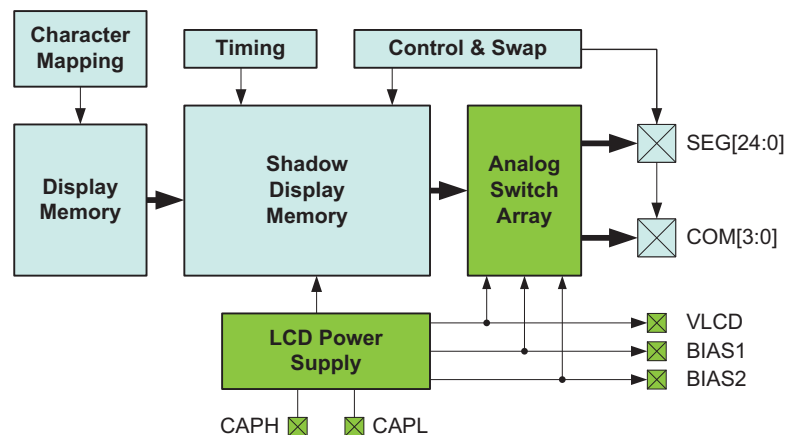 Character
Mapping
Timing
Control & Swap
Display
Memory
Shadow
Display
Memory
Analog
Switch
Array
SEG[24:0]
COM[3:0]
LCD Power
Supply
VLCD
BIAS1
BIAS2
CAPH
CAPL